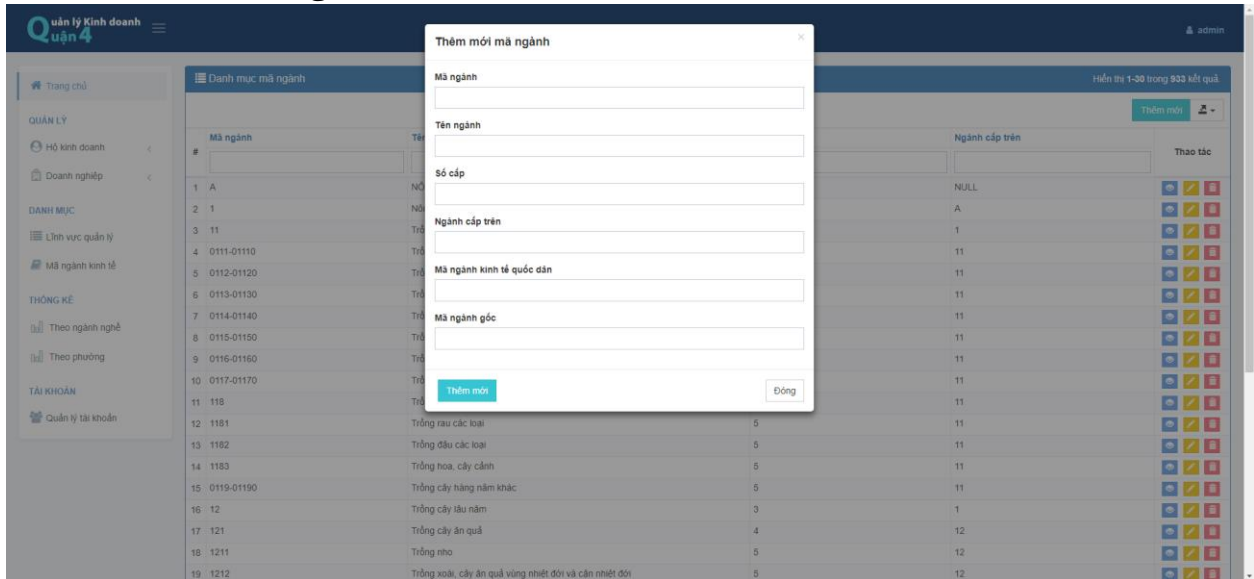 Quản lý Kinh doanh
Quận 4
admin
Thêm mới mã ngành ×
Trang chủ
Danh mục mã ngành
Hiển thị 1-30 trong 933 kết quả.
Mã ngành
Thêm mới
QUẢN LÝ
Tên ngành
Mã ngành
Ngành cấp trên
Hộ kinh doanh
#
Thao tác
Doanh nghiệp
Số cấp
1 A NULL
DANH MỤC
2 1 A
Ngành cấp trên
Lĩnh vực quản lý
3 11 1
4 0111-01110 11
Mã ngành kinh tế
Mã ngành kinh tế quốc dân
5 0112-01120 11
6 0113-01130 11
THỐNG KÊ
7 0114-01140 11
Mã ngành gốc
Theo ngành nghề
8 0115-01150 11
Theo phường
9 0116-01160 11
10 0117-01170 11
TÀI KHOẢN
Thêm mới Đóng
11 118 11
Quản lý tài khoản
12 1181 Trồng rau các loại 5 11
13 1182 Trồng đậu các loại 5 11
14 1183 Trồng hoa, cây cảnh 5 11
15 0119-01190 Trồng cây hàng năm khác 5 11
16 12 Trồng cây lâu năm 3 1
17 121 Trồng cây ăn quả 4 12
18 1211 Trồng nho 5 12
19 1212 Trồng xoài, cây ăn quả vùng nhiệt đới và cận nhiệt đới 5 12